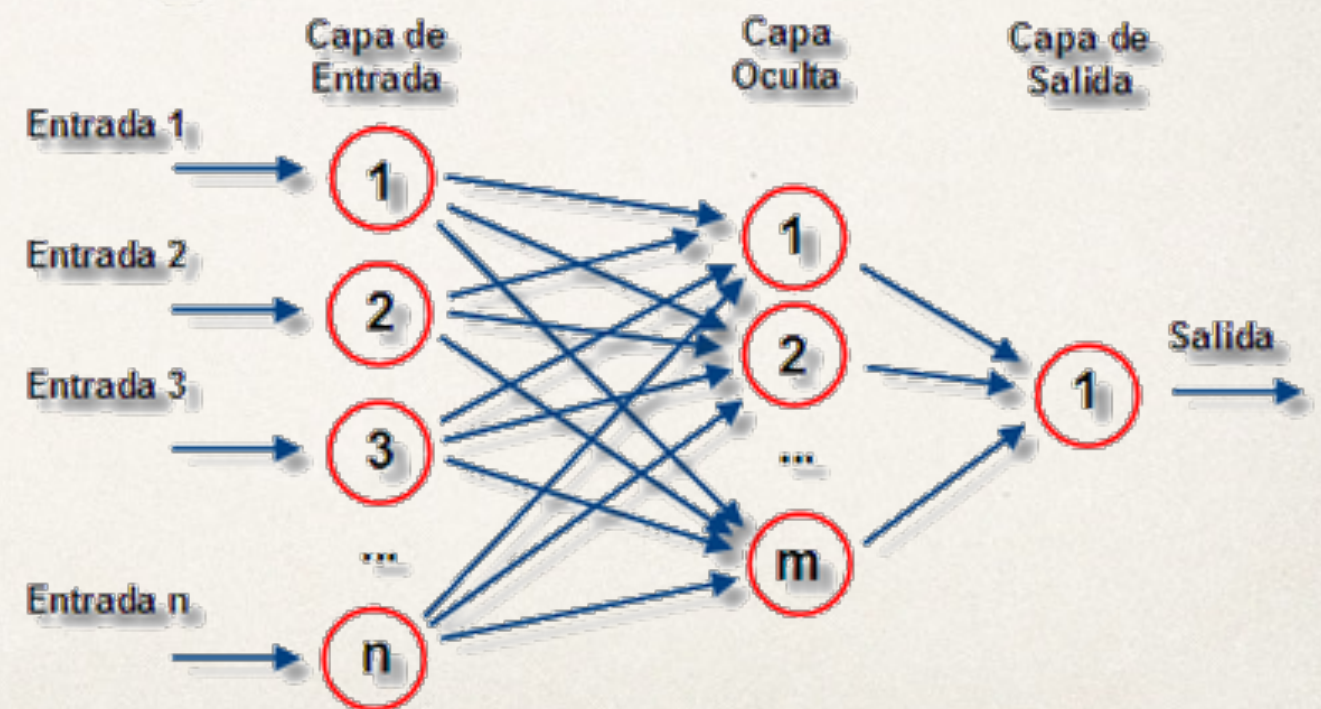 Capa de
Entrada
Capa
Oculta
Capa de
Salida
Entrada 1
1
Entrada 2
2
Entrada 3
3
...
Entrada n
n
1
2
...
m
1
Salida